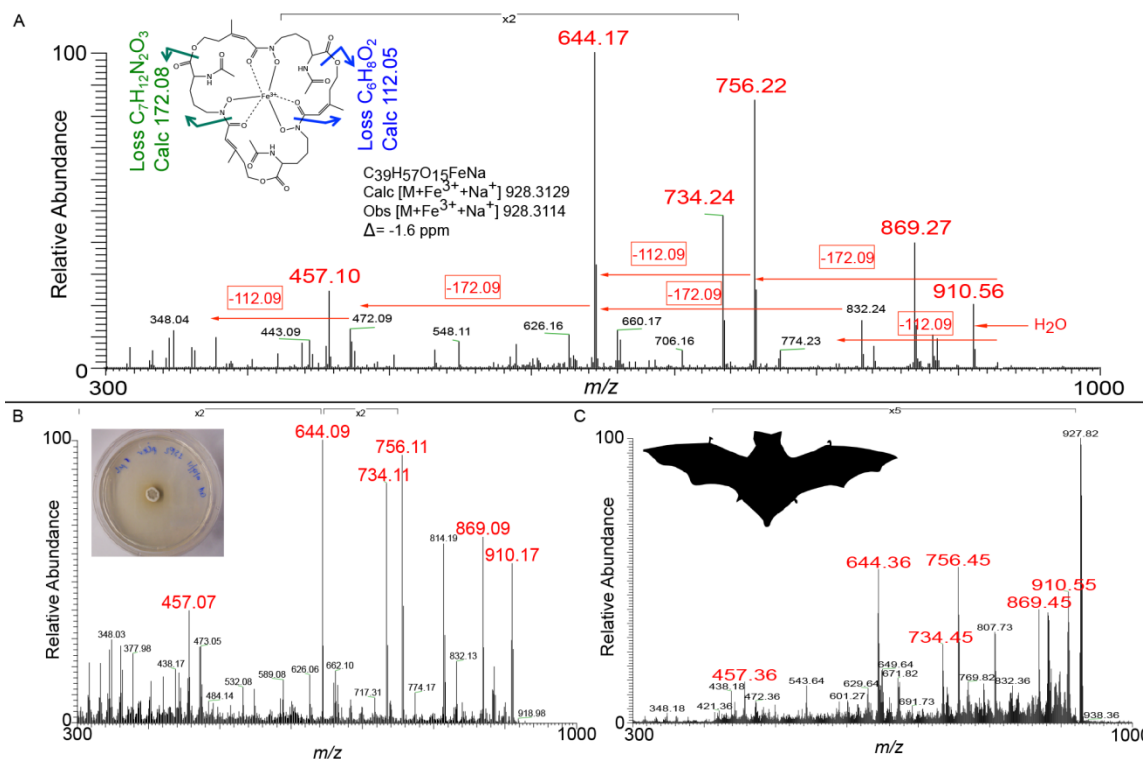 A
x2
Relative Abundance
100
0
300
1000
m/z
Loss C7H12N2O3
Calc 172.08
Loss C6H8O2
Calc 112.05
O
O
O
N
H
O
O
N
O
O
HN
O
O
O
Fe3+
O
N
O
O
N
O
O
HN
O
O
C39H57O15FeNa
Calc [M+Fe3++Na+] 928.3129
Obs [M+Fe3++Na+] 928.3114
Δ= -1.6 ppm
644.17
756.22
734.24
869.27
910.56
457.10
-112.09
-172.09
-172.09
-112.09
-172.09
-112.09
H2O
348.04
443.09
472.09
548.11
626.16
660.17
706.16
774.23
832.24
B
x2
x2
Relative Abundance
100
0
300
1000
m/z
644.09
756.11
734.11
869.09
910.17
457.07
814.19
348.03
377.98
438.17
473.05
484.14
532.08
589.08
626.06
662.10
717.31
774.17
832.13
918.98
C
x5
Relative Abundance
100
0
300
1000
m/z
927.82
644.36
756.45
910.55
869.45
734.45
457.36
807.73
348.18
421.36
438.18
472.36
543.64
601.27
629.64
649.64
671.82
691.73
769.82
832.36
938.36